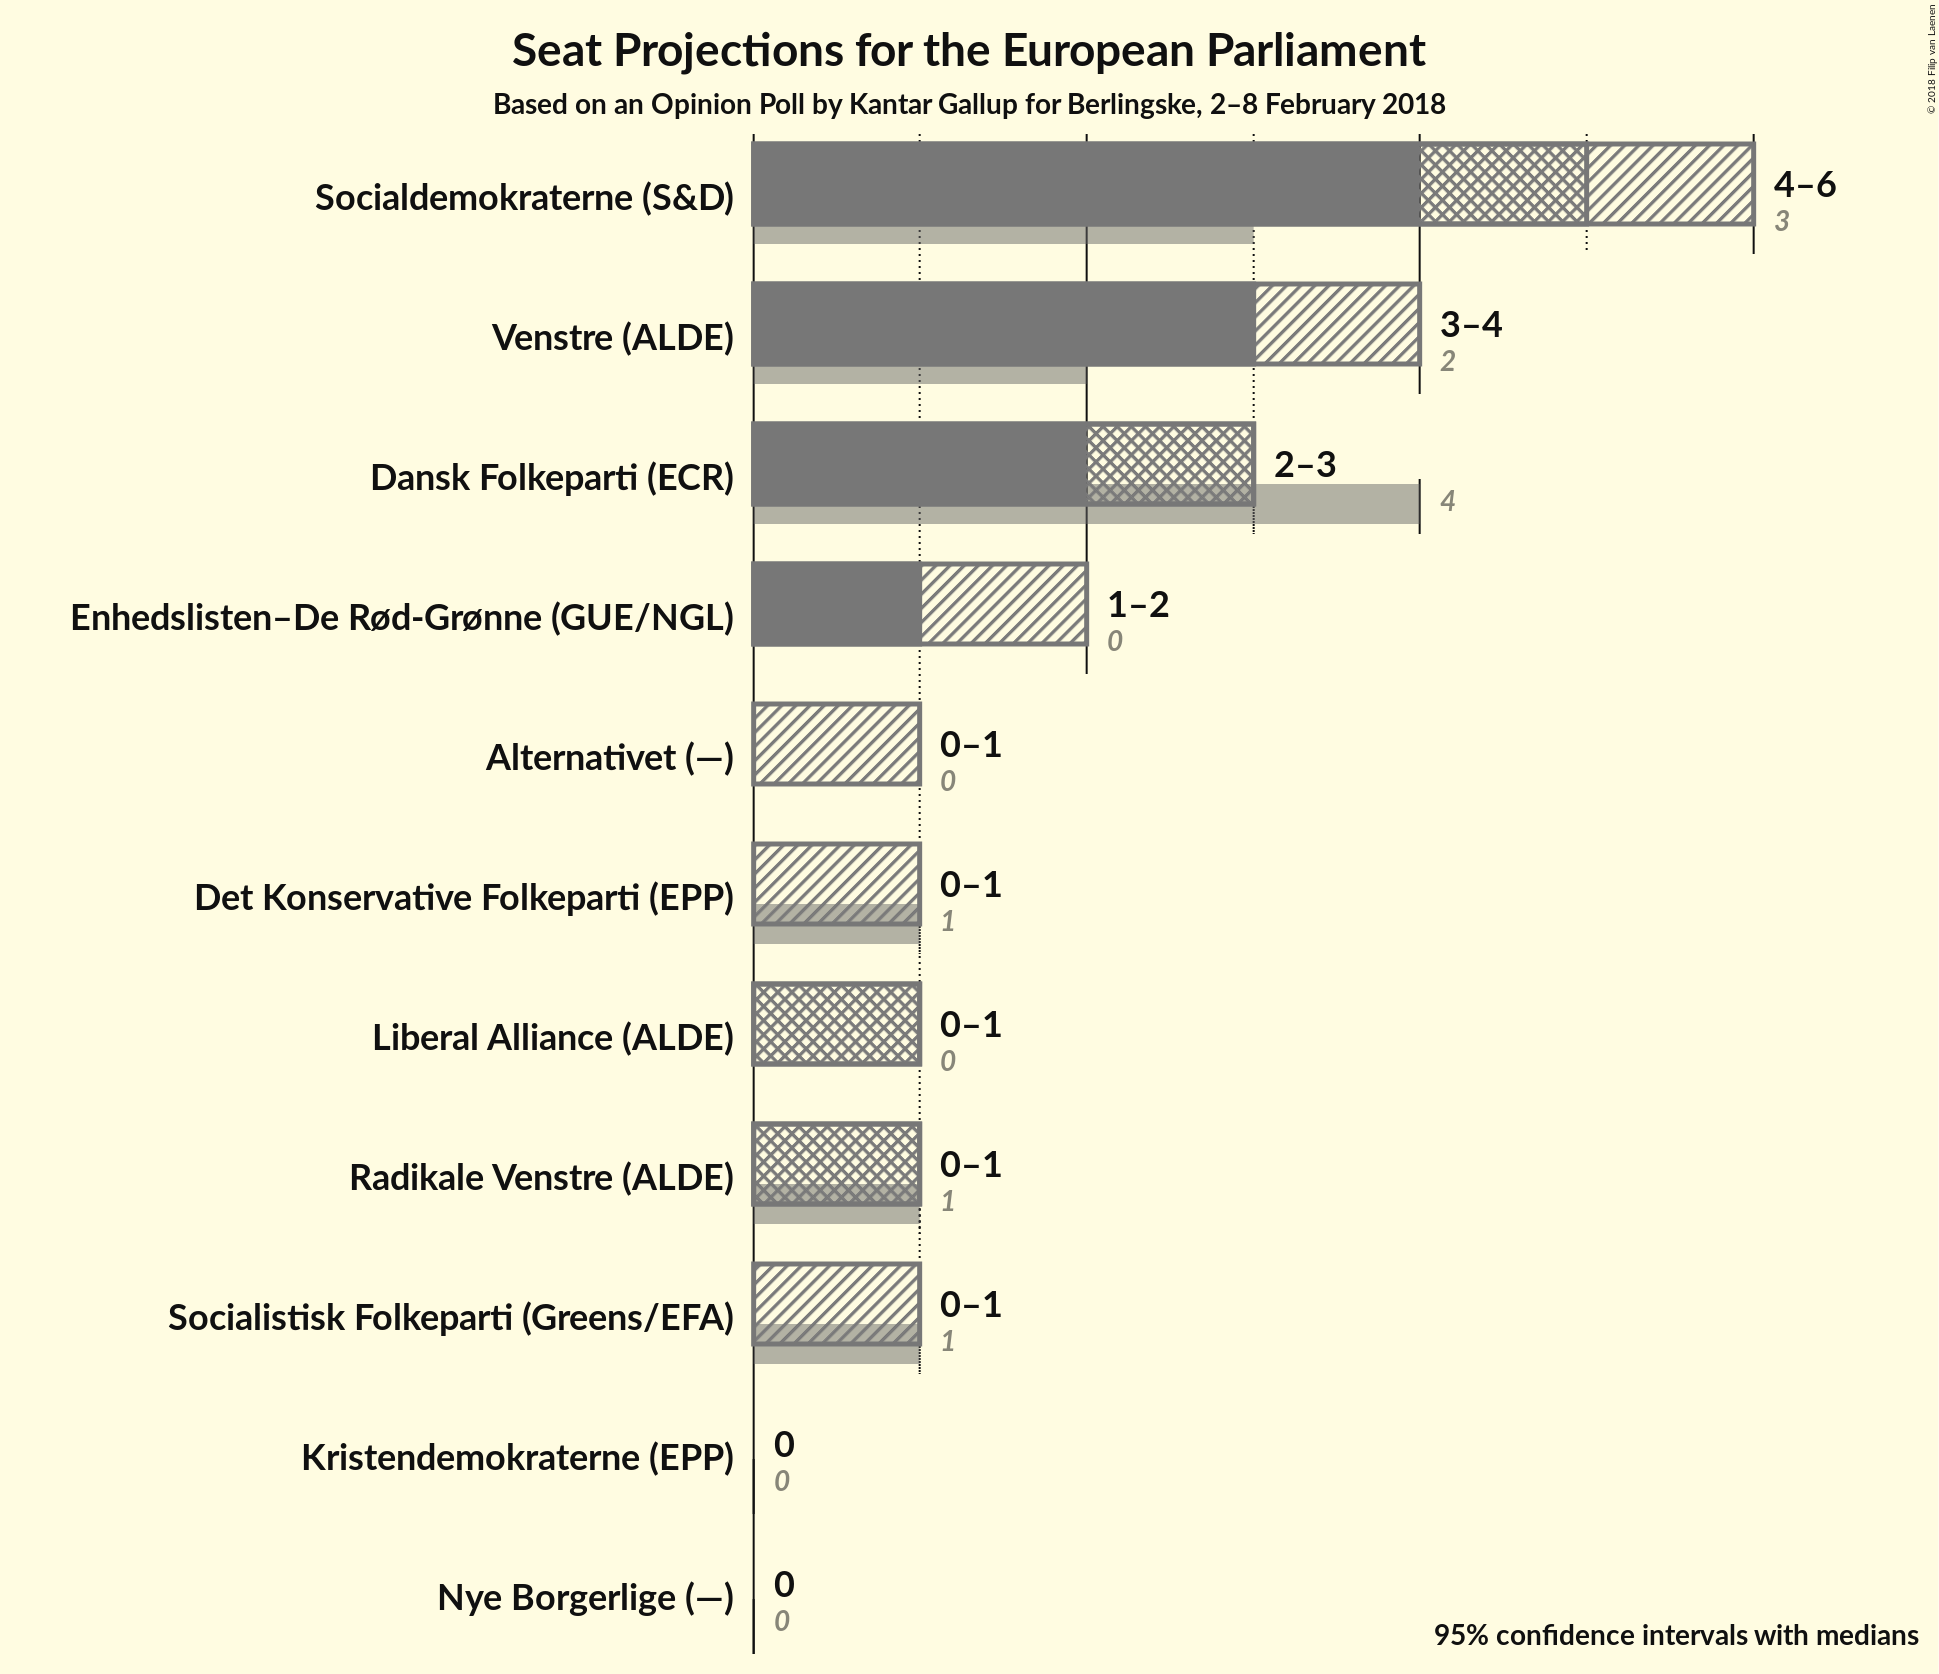 Seat Projections for the European Parliament
Based on an Opinion Poll by Kantar Gallup for Berlingske, 2–8 February 2018
© 2018 Filip van Laenen
Socialdemokraterne (S&D)
4–6
3
Venstre (ALDE)
3–4
2
Dansk Folkeparti (ECR)
2–3
4
Enhedslisten–De Rød-Grønne (GUE/NGL)
1–2
0
Alternativet (—)
0–1
0
Det Konservative Folkeparti (EPP)
0–1
1
Liberal Alliance (ALDE)
0–1
0
Radikale Venstre (ALDE)
0–1
1
Socialistisk Folkeparti (Greens/EFA)
0–1
1
Kristendemokraterne (EPP)
0
0
Nye Borgerlige (—)
0
0
95% confidence intervals with medians